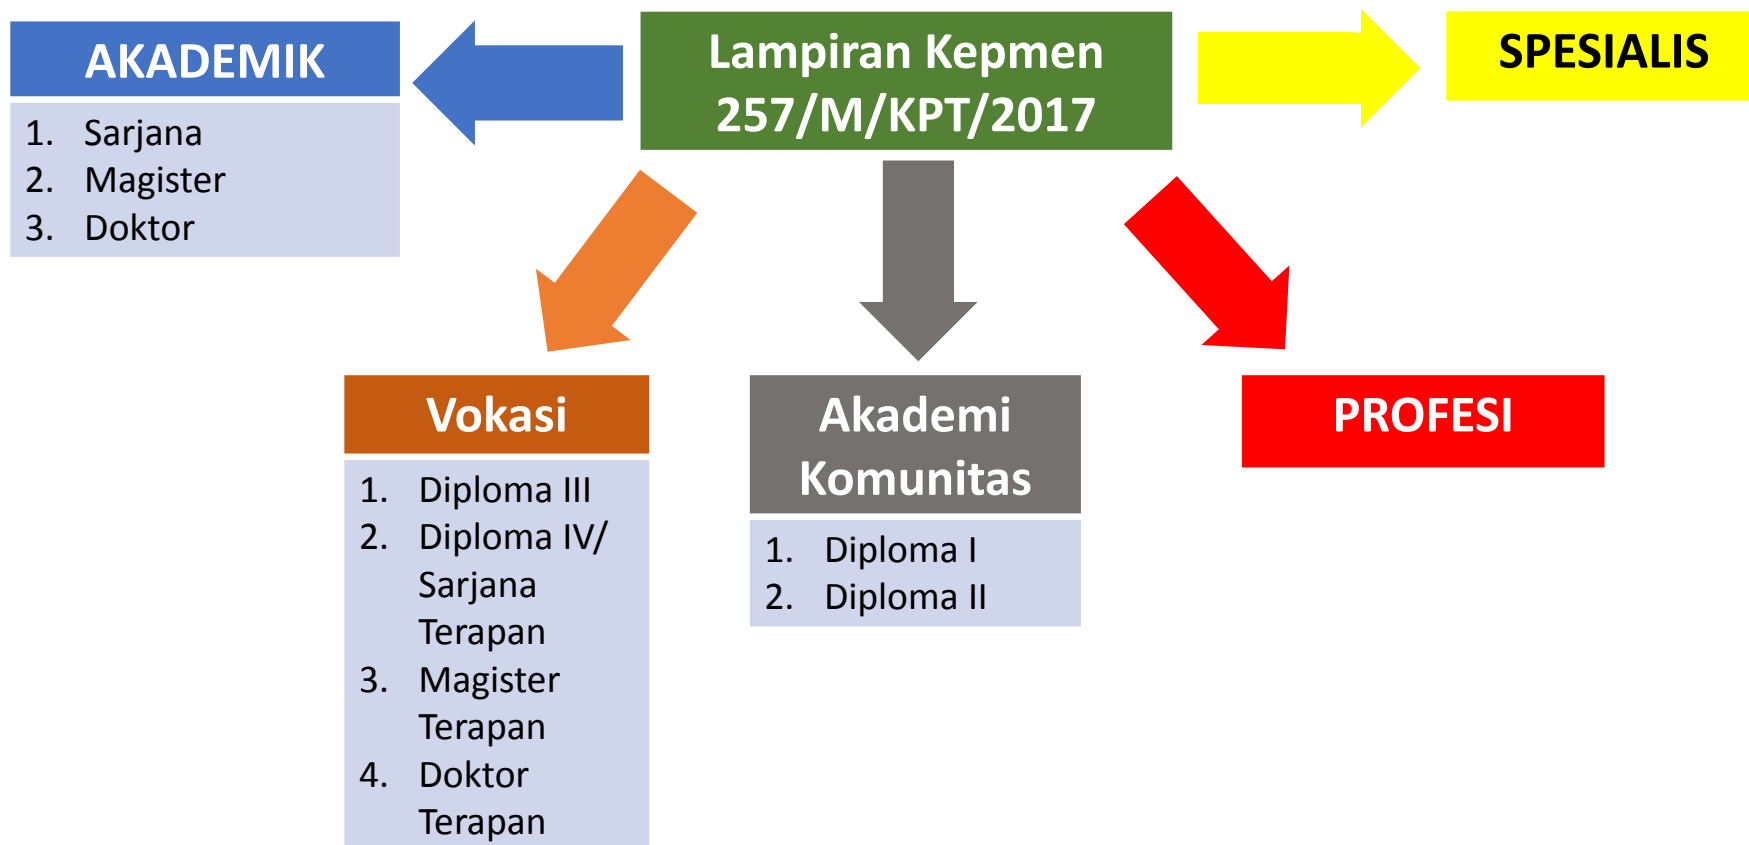 AKADEMIK
1. Sarjana
2. Magister
3. Doktor
Lampiran Kepmen
257/M/KPT/2017
SPESIALIS
Vokasi
1. Diploma III
2. Diploma IV/
Sarjana
Terapan
3. Magister
Terapan
4. Doktor
Terapan
Akademi
Komunitas
1. Diploma I
2. Diploma II
PROFESI